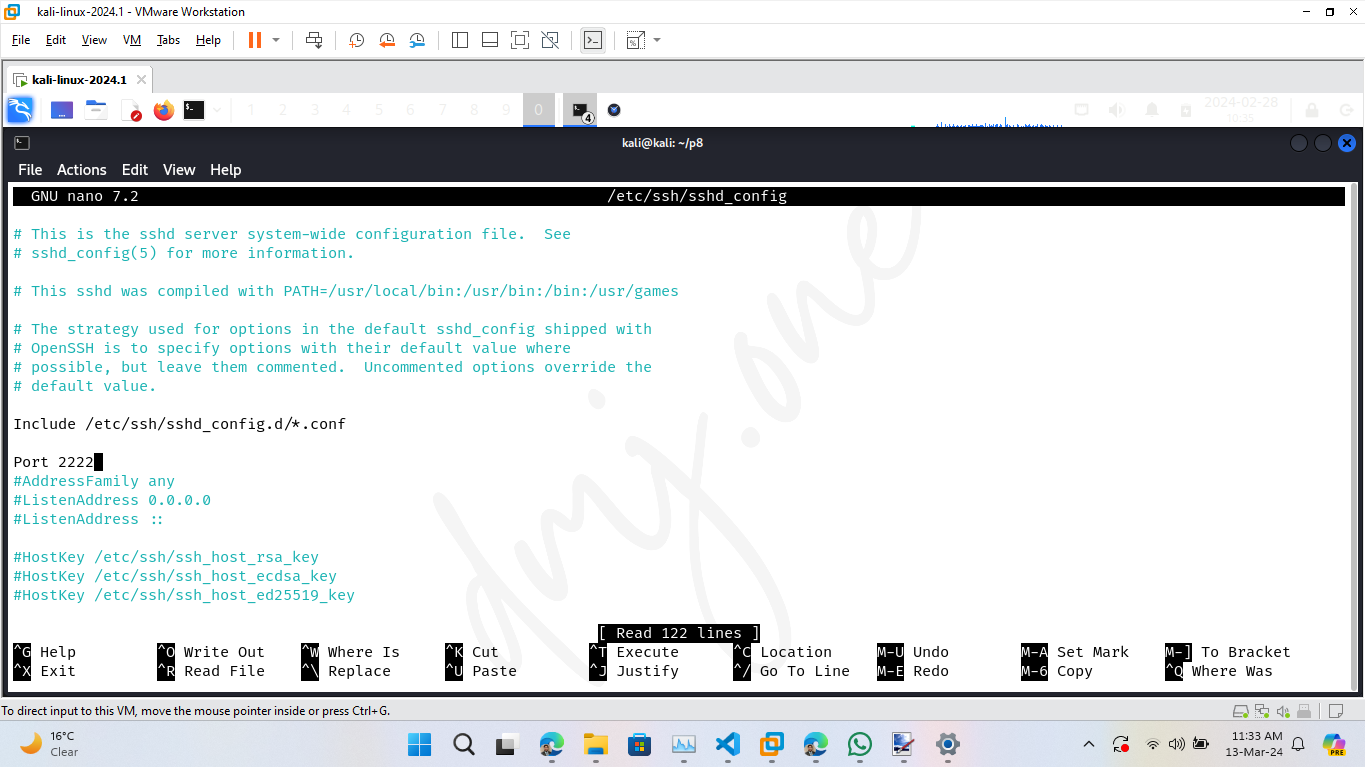 kali-linux-2024.1 - VMware Workstation
File Edit View VM Tabs Help
kali-linux-2024.1
1 2 3 4 5 6 7 8 9 0 4 2024-02-28
10:35
kali@kali: ~/p8
File Actions Edit View Help
GNU nano 7.2 /etc/ssh/sshd_config
# This is the sshd server system-wide configuration file.  See
# sshd_config(5) for more information.
# This sshd was compiled with PATH=/usr/local/bin:/usr/bin:/bin:/usr/games
# The strategy used for options in the default sshd_config shipped with
# OpenSSH is to specify options with their default value where
# possible, but leave them commented.  Uncommented options override the
# default value.
Include /etc/ssh/sshd_config.d/*.conf
Port 2222
#AddressFamily any
#ListenAddress 0.0.0.0
#ListenAddress ::
#HostKey /etc/ssh/ssh_host_rsa_key
#HostKey /etc/ssh/ssh_host_ecdsa_key
#HostKey /etc/ssh/ssh_host_ed25519_key
dmj.one
[ Read 122 lines ]
^G Help ^O Write Out ^W Where Is ^K Cut ^T Execute ^C Location M-U Undo M-A Set Mark M-] To Bracket
^X Exit ^R Read File ^\ Replace ^U Paste ^J Justify ^/ Go To Line M-E Redo M-6 Copy ^Q Where Was
To direct input to this VM, move the mouse pointer inside or press Ctrl+G.
16°C
Clear
11:33 AM
13-Mar-24
PRE